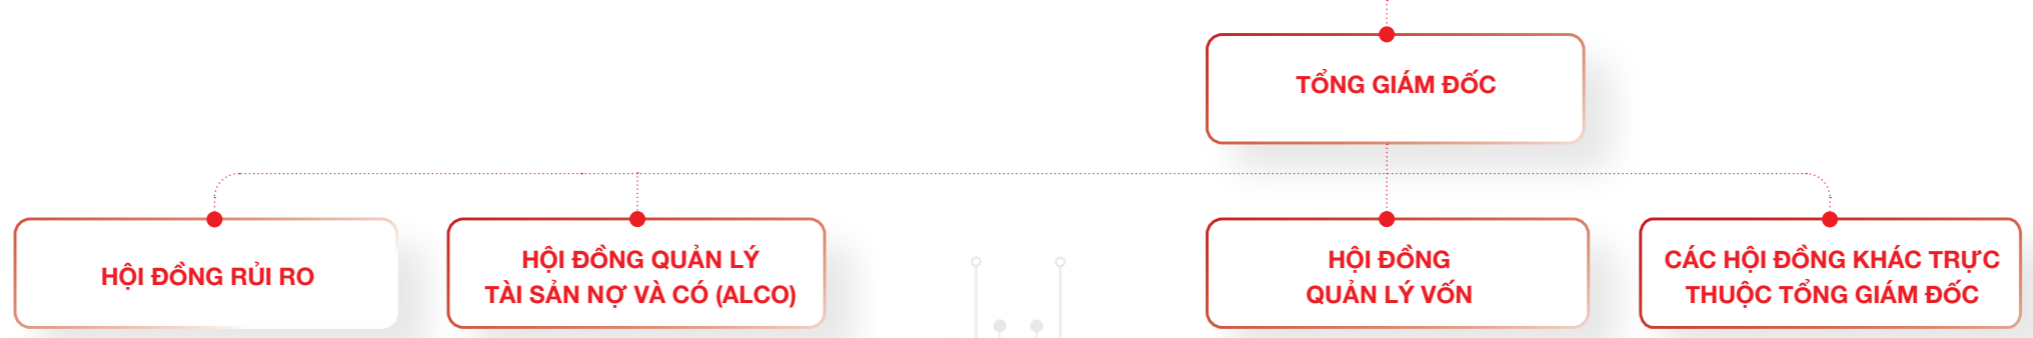 TỔNG GIÁM ĐỐC
HỘI ĐỒNG RỦI RO
HỘI ĐỒNG QUẢN LÝ
TÀI SẢN NỢ VÀ CÓ (ALCO)
HỘI ĐỒNG
QUẢN LÝ VỐN
CÁC HỘI ĐỒNG KHÁC TRỰC
THUỘC TỔNG GIÁM ĐỐC